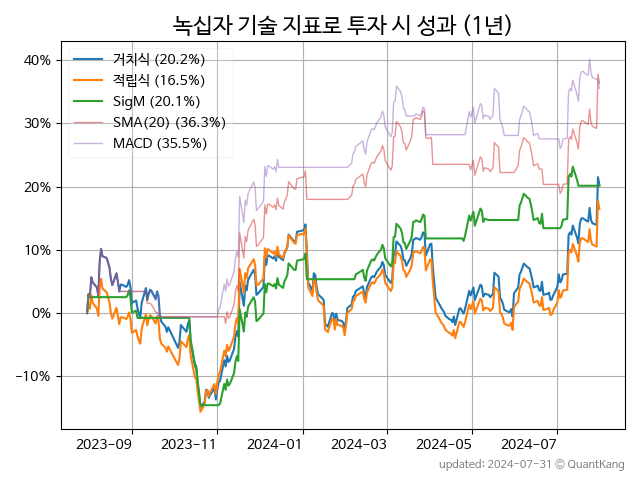 녹십자 기술 지표로 투자 시 성과 (1년)
거치식 (20.2%)
적립식 (16.5%)
SigM (20.1%)
SMA(20) (36.3%)
MACD (35.5%)
40%
30%
20%
10%
0%
−10%
2023-09
2023-11
2024-01
2024-03
2024-05
2024-07
updated: 2024-07-31 © QuantKang